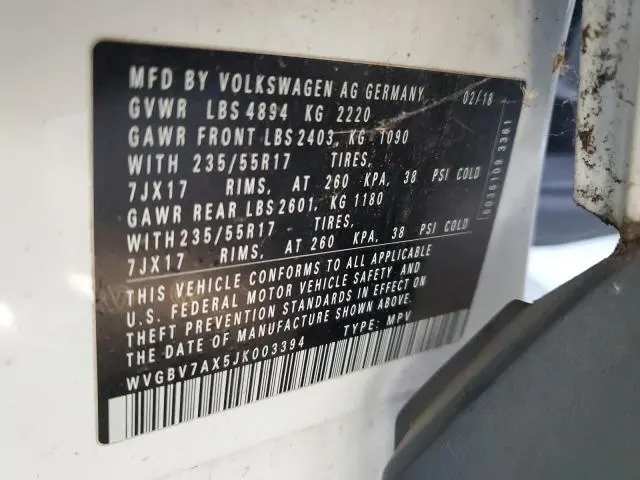 MFD BY VOLKSWAGEN AG GERMANY 02/18
GVWR LBS 4894 KG 2220
GAWR FRONT LBS 2403, KG 1090
WITH 235/55R17 TIRES,
7JX17 RIMS, AT 260 KPA, 38 PSI COLD
GAWR REAR LBS 2601, KG 1180
WITH 235/55R17 TIRES,
7JX17 RIMS, AT 260 KPA, 38 PSI COLD
THIS VEHICLE CONFORMS TO ALL APPLICABLE
U.S. FEDERAL MOTOR VEHICLE SAFETY AND
THEFT PREVENTION STANDARDS IN EFFECT ON
THE DATE OF MANUFACTURE SHOWN ABOVE.
WVGBV7AX5JK003394 TYPE: MPV
6036109 3361